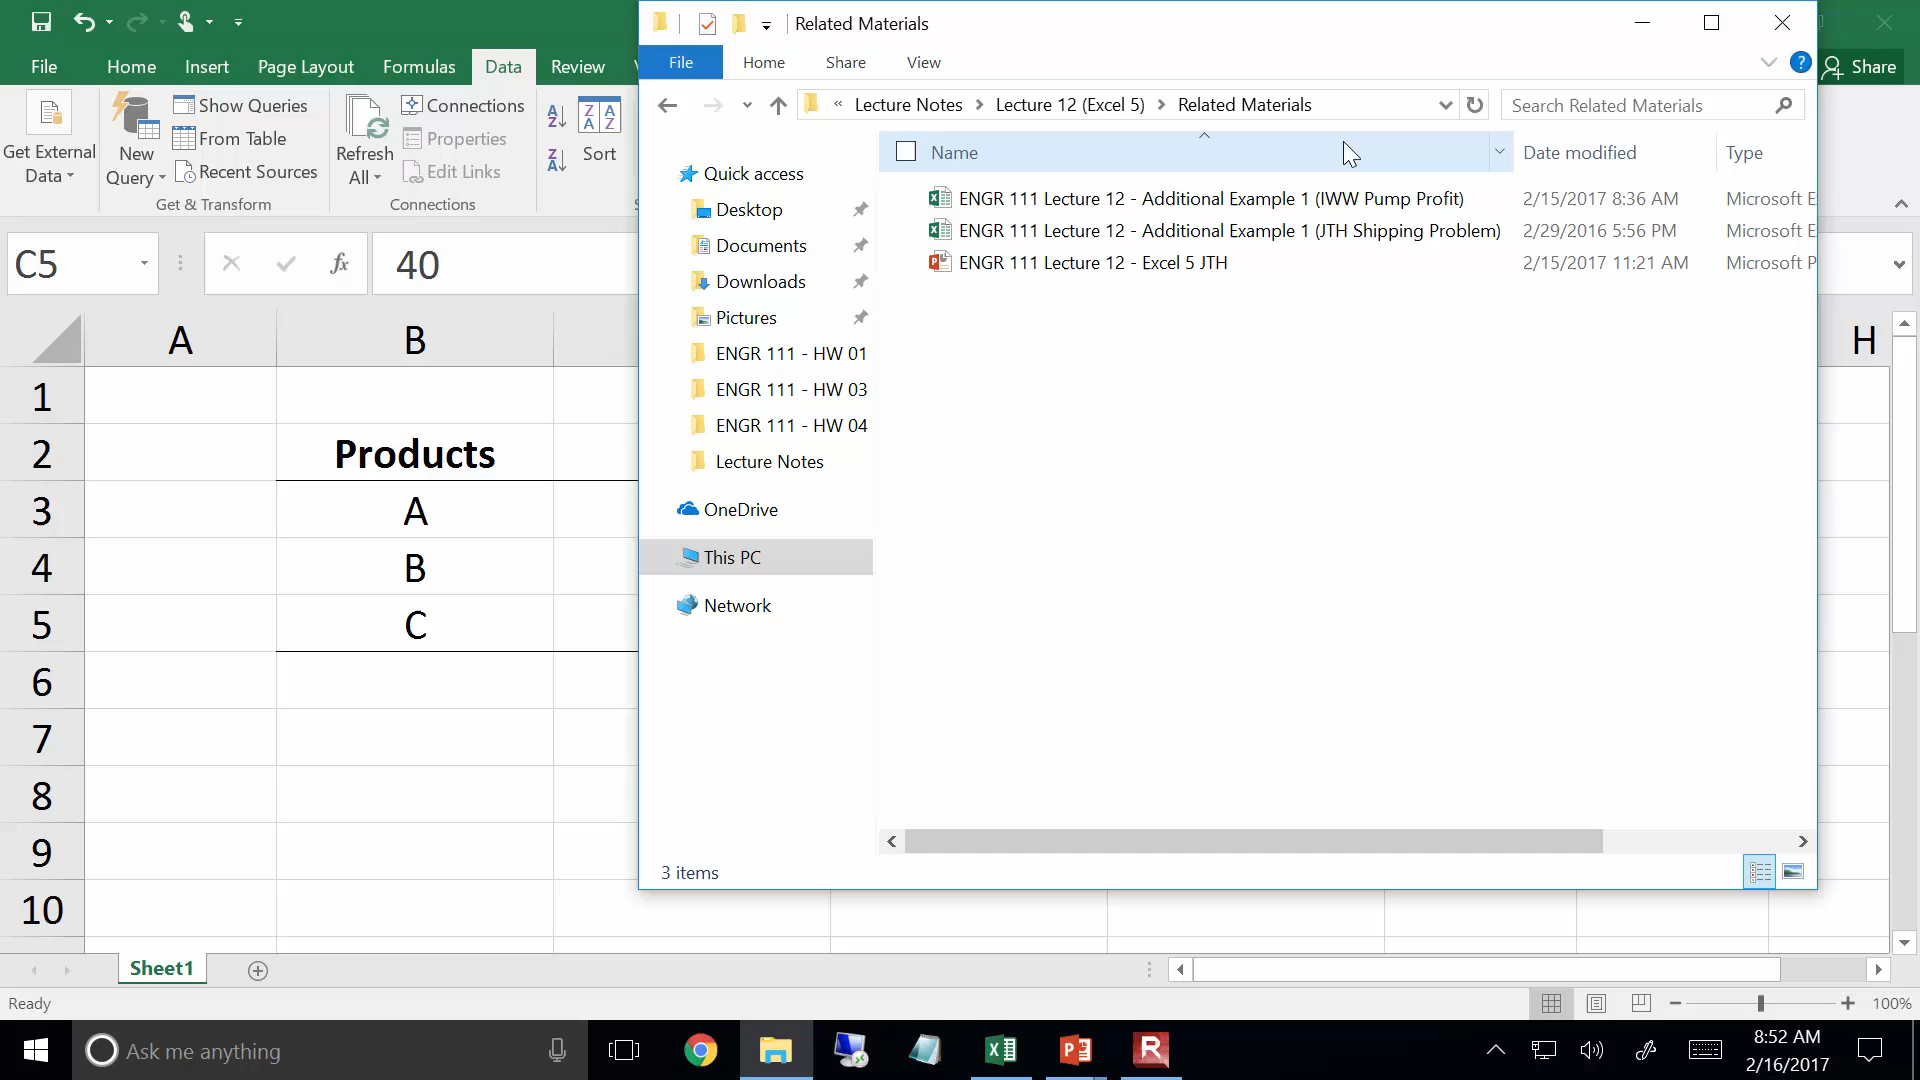 Related Materials
File Home Insert Page Layout Formulas Data Review
File Home Share View
Share
Get External Data
New Query
Show Queries
From Table
Recent Sources
Get & Transform
Refresh All
Connections
Properties
Edit Links
Connections
Sort
« Lecture Notes > Lecture 12 (Excel 5) > Related Materials
Search Related Materials
Name Date modified Type
ENGR 111 Lecture 12 - Additional Example 1 (IWW Pump Profit) 2/15/2017 8:36 AM Microsoft E
ENGR 111 Lecture 12 - Additional Example 1 (JTH Shipping Problem) 2/29/2016 5:56 PM Microsoft E
ENGR 111 Lecture 12 - Excel 5 JTH 2/15/2017 11:21 AM Microsoft P
Quick access
Desktop
Documents
Downloads
Pictures
ENGR 111 - HW 01
ENGR 111 - HW 03
ENGR 111 - HW 04
Lecture Notes
OneDrive
This PC
Network
3 items
C5 fx 40
A B H
1
2 Products
3 A
4 B
5 C
6
7
8
9
10
Sheet1
Ready 100%
Ask me anything
8:52 AM
2/16/2017